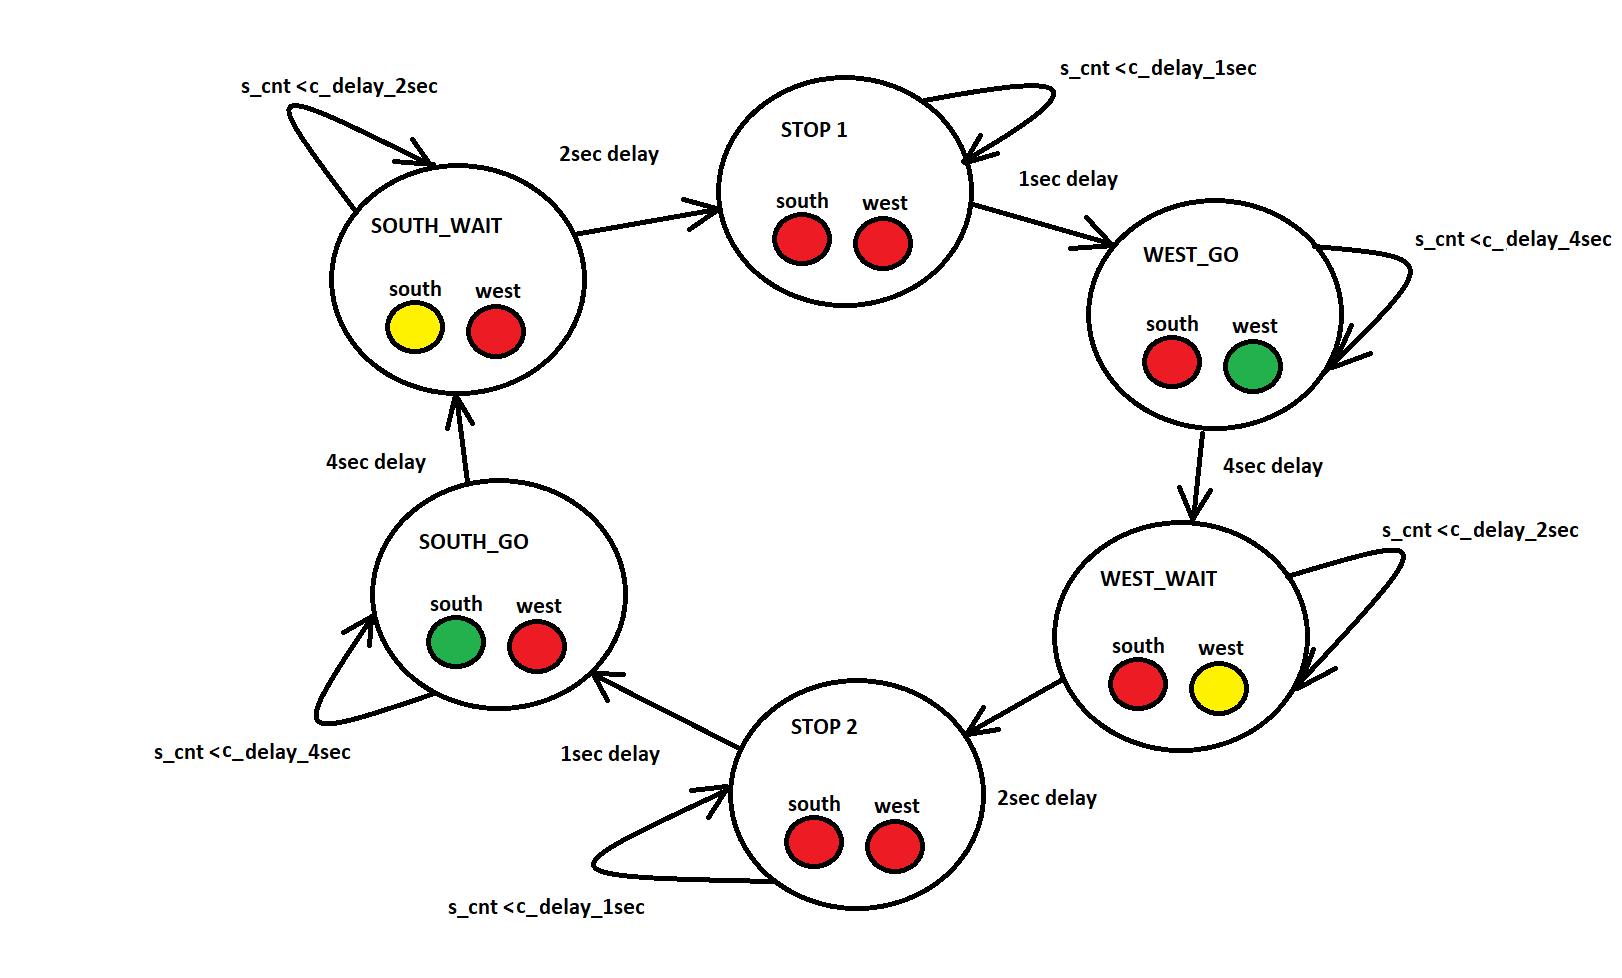 s_cnt <c_delay_2sec
s_cnt <c_delay_1sec
STOP 1
2sec delay
south west
1sec delay
SOUTH_WAIT
south west
WEST_GO
s_cnt <c_delay_4sec
south west
4sec delay
4sec delay
SOUTH_GO
south west
s_cnt <c_delay_2sec
WEST_WAIT
south west
STOP 2
s_cnt <c_delay_4sec
1sec delay
south west
2sec delay
s_cnt <c_delay_1sec